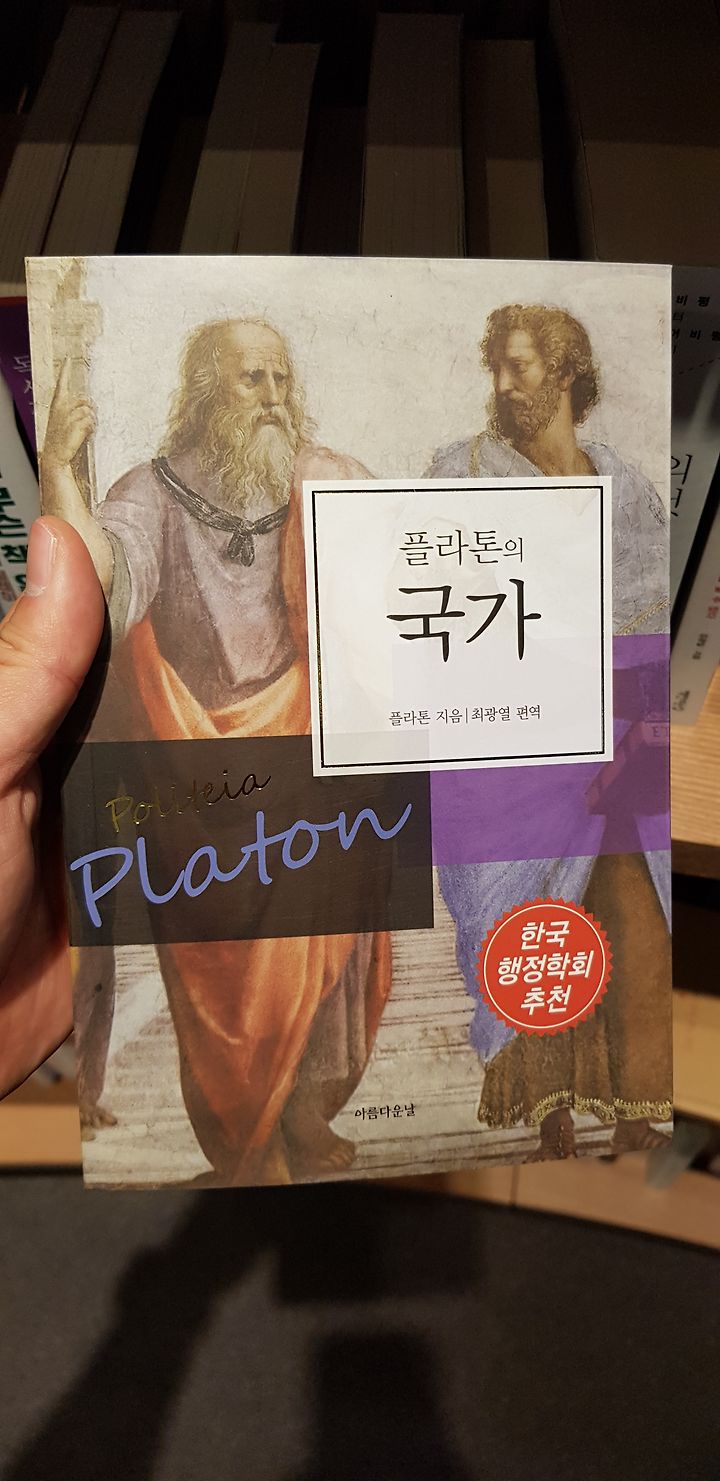 플라톤의
국가
플라톤 지음|최광열 편역
Politeia
Platon
한국
행정학회
추천
아름다운날